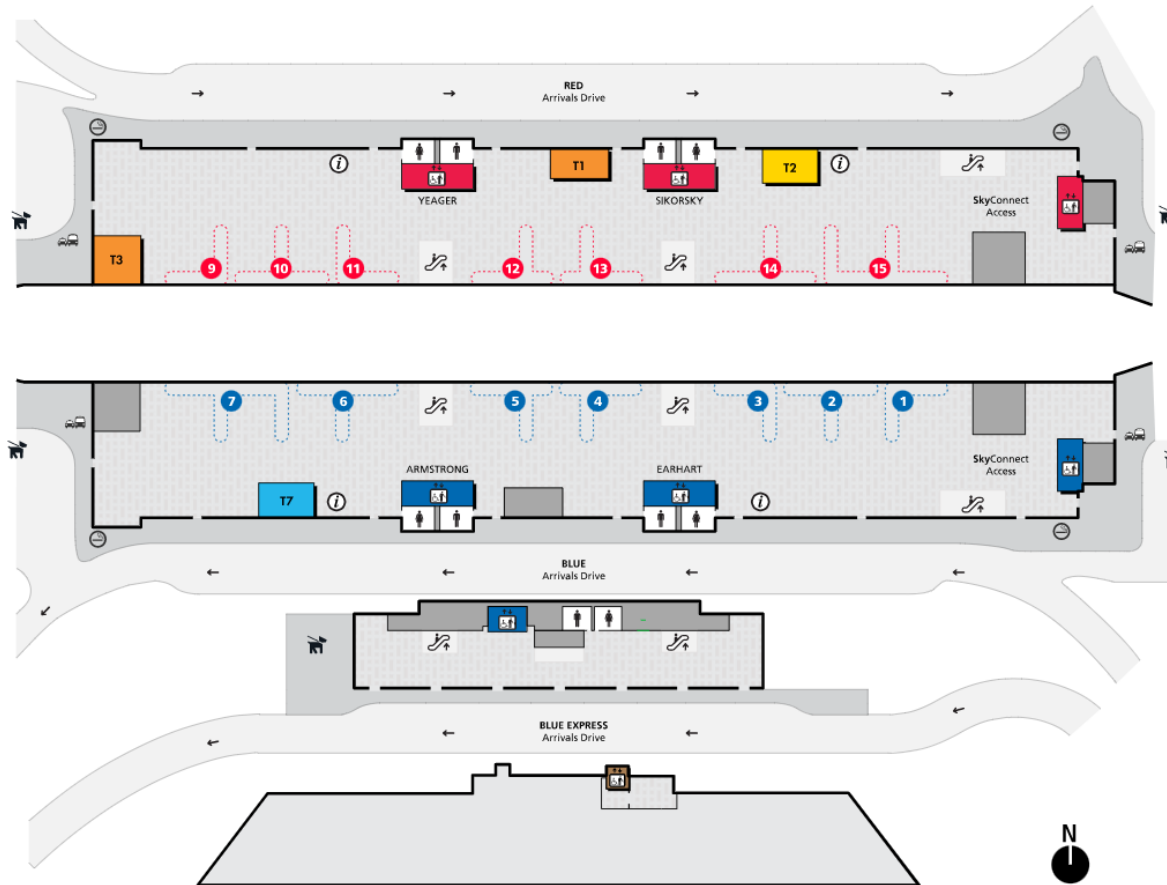 RED
Arrivals Drive
i
T1
T2
i
YEAGER
SIKORSKY
SkyConnect
Access
T3
9
10
11
12
13
14
15
7
6
5
4
3
2
1
ARMSTRONG
EARHART
SkyConnect
Access
T7
i
i
BLUE
Arrivals Drive
BLUE EXPRESS
Arrivals Drive
N